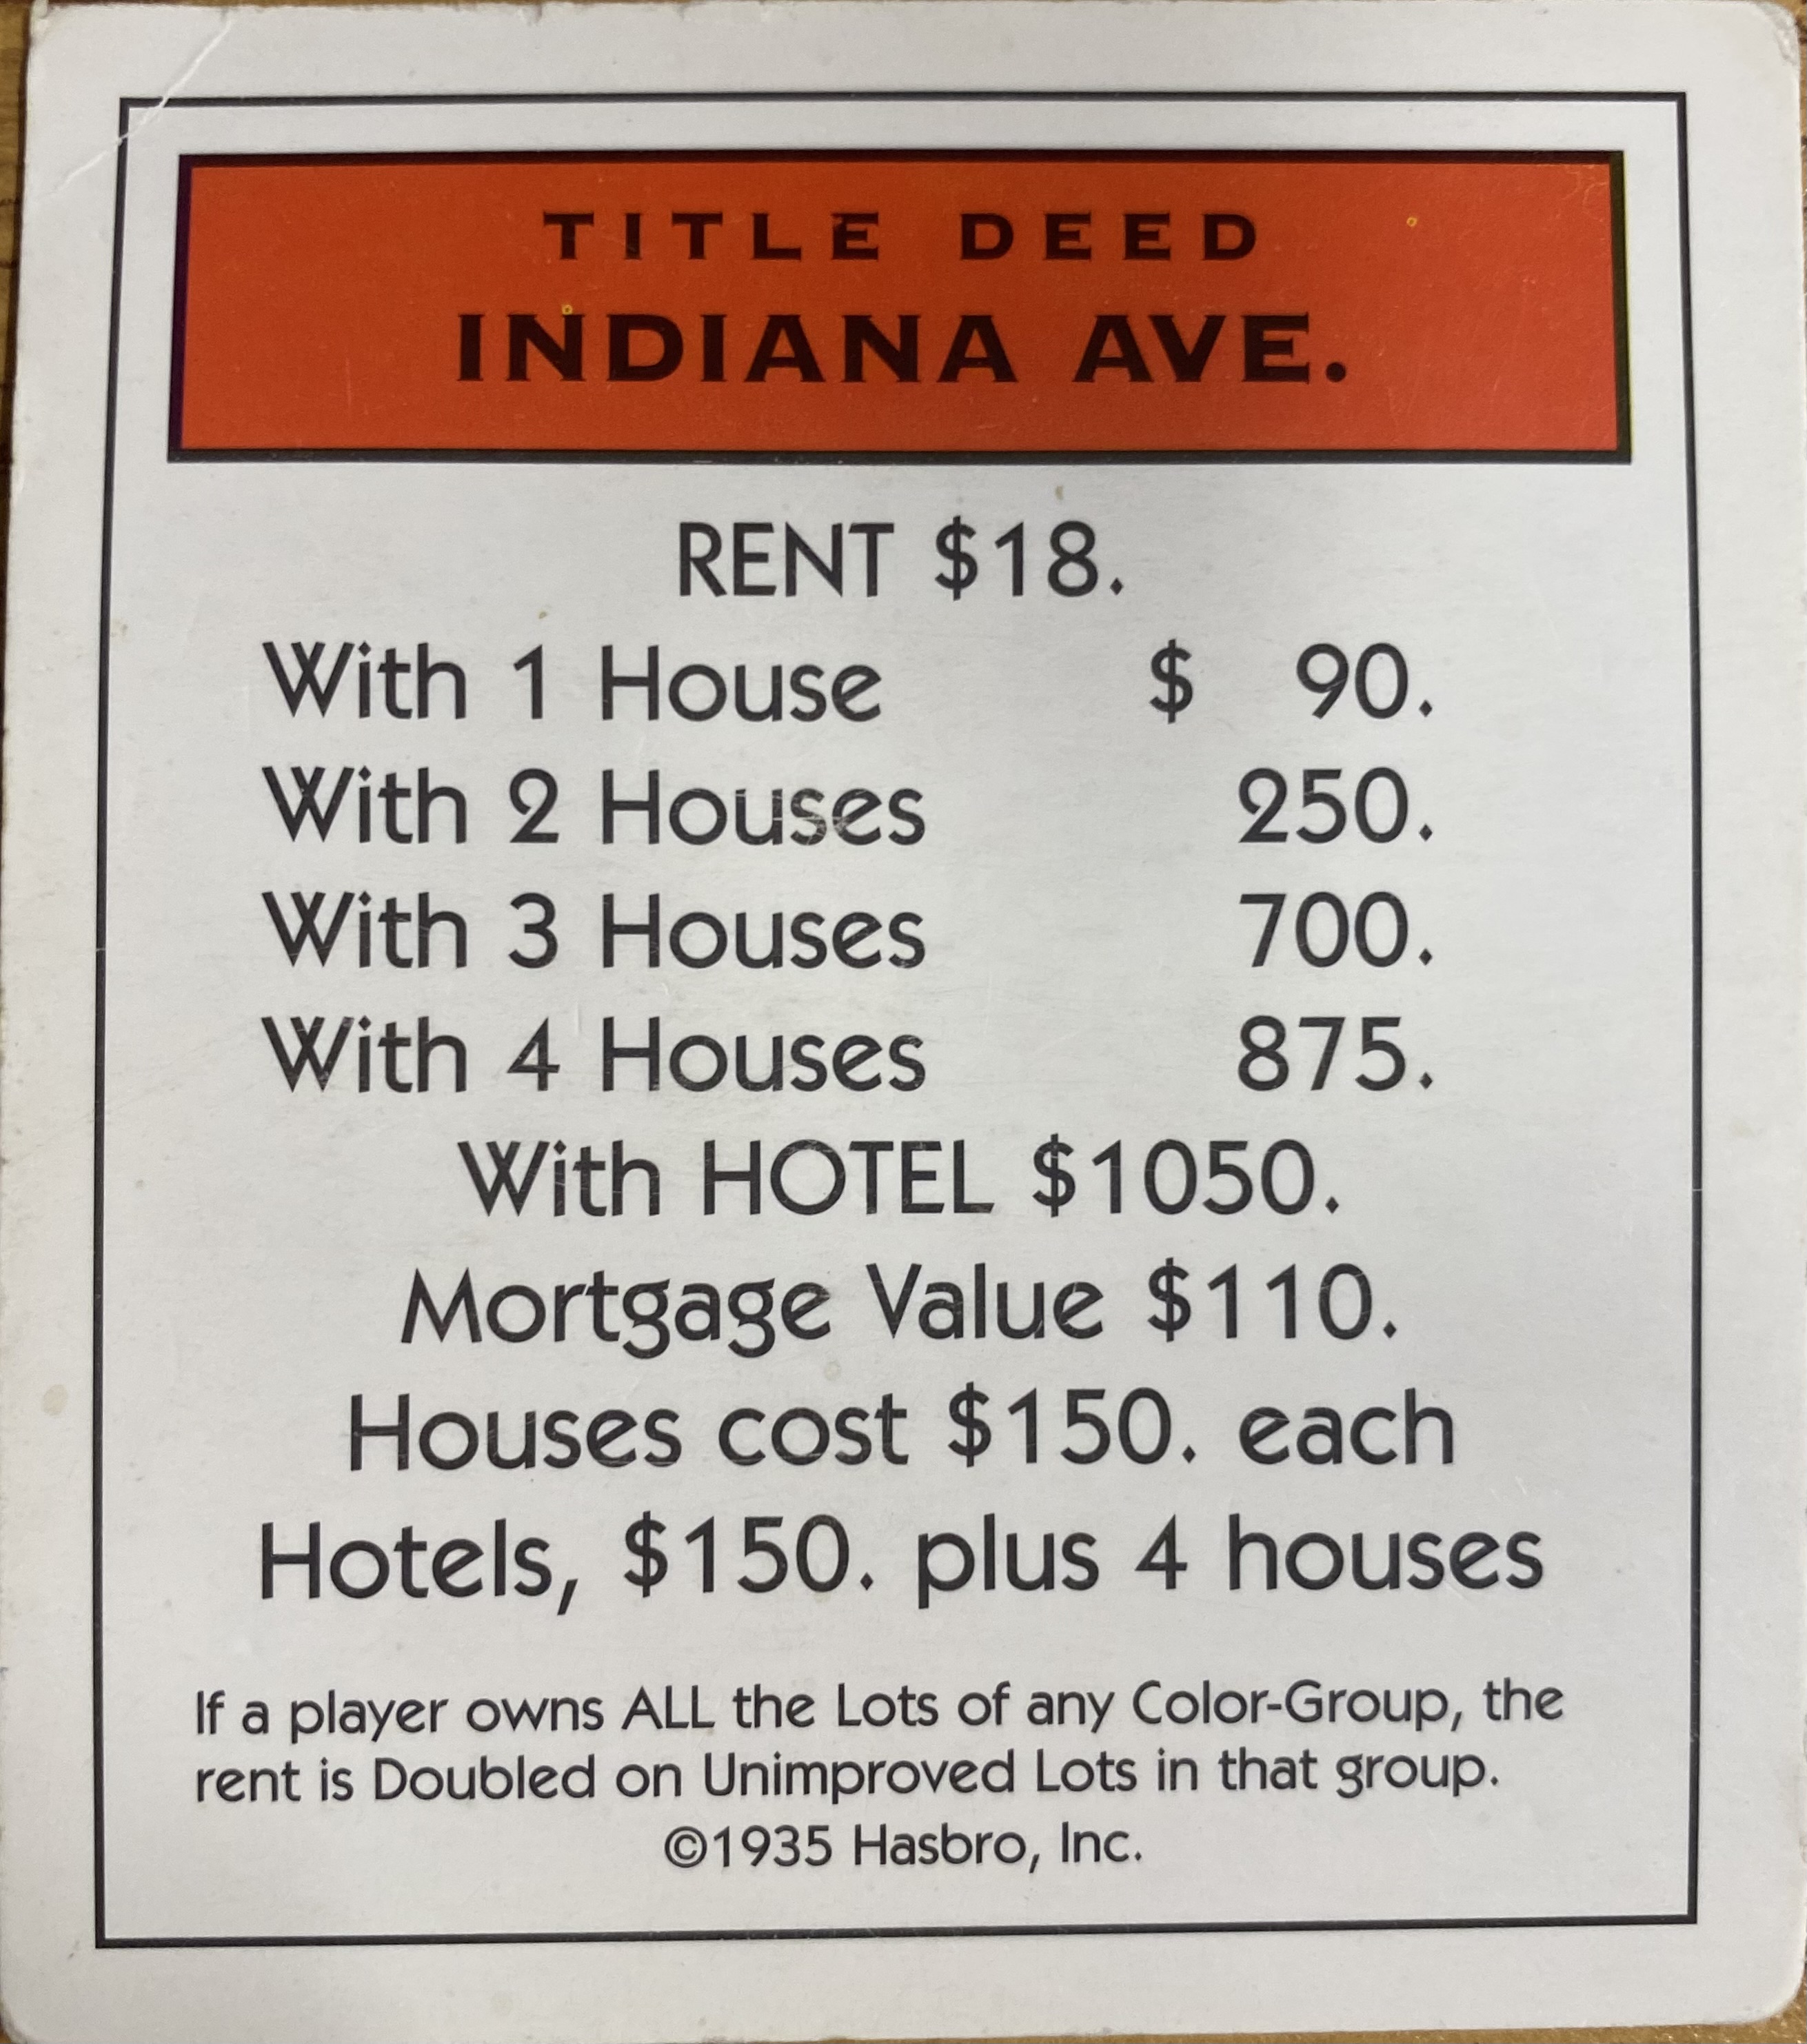 TITLE DEED
INDIANA AVE.
RENT $18.
With 1 House $ 90.
With 2 Houses 250.
With 3 Houses 700.
With 4 Houses 875.
With HOTEL $1050.
Mortgage Value $110.
Houses cost $150. each
Hotels, $150. plus 4 houses
If a player owns ALL the Lots of any Color-Group, the
rent is Doubled on Unimproved Lots in that group.
©1935 Hasbro, Inc.